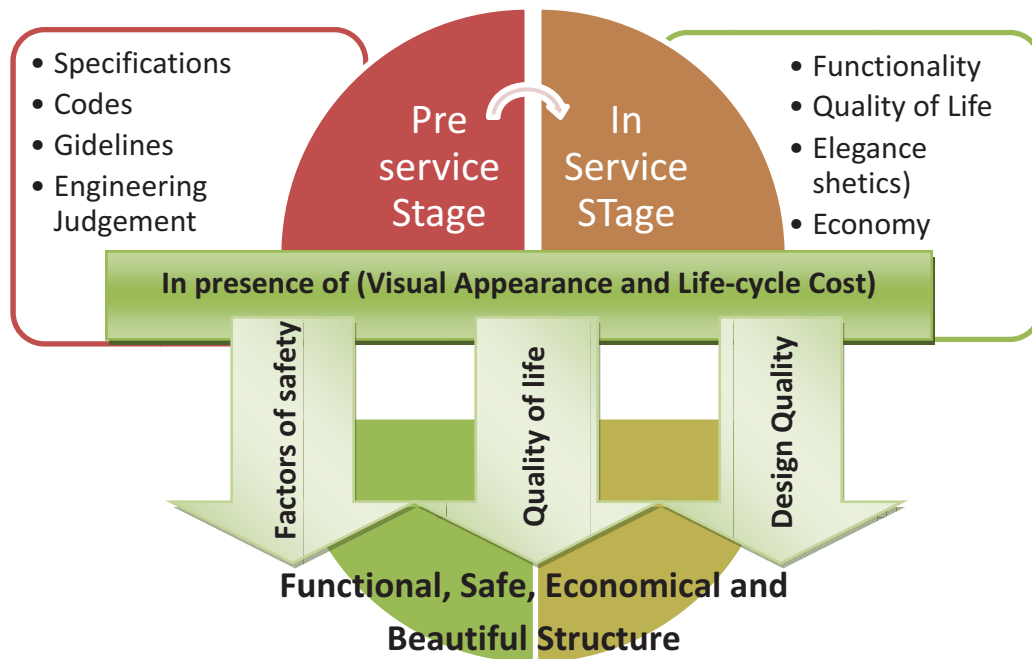 • Specifications
• Codes
• Gidelines
• Engineering
Judgement
Pre
service
Stage
In
Service
STage
• Functionality
• Quality of Life
• Elegance
shetics)
• Economy
In presence of (Visual Appearance and Life-cycle Cost)
Factors of safety
Quality of life
Design Quality
Functional, Safe, Economical and
Beautiful Structure